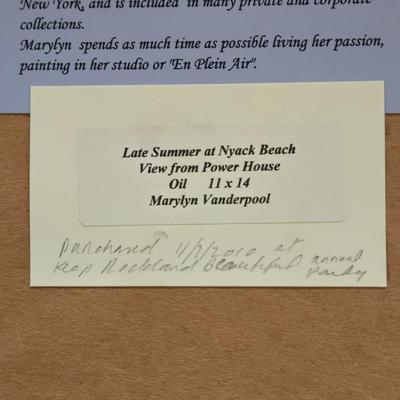 New York, and is included in many private and corporate
collections.
Marylyn spends as much time as possible living her passion,
painting in her studio or "En Plein Air".
Late Summer at Nyack Beach
View from Power House
Oil 11 x 14
Marylyn Vanderpool
Purchased 11/7/2010 at
Keep Rockland Beautiful annual
Party